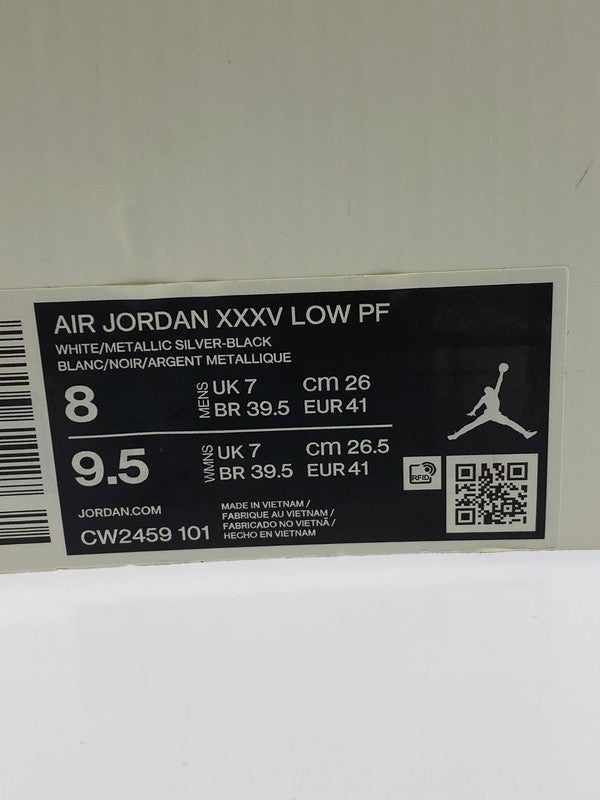 AIR JORDAN XXXV LOW PF
WHITE/METALLIC SILVER-BLACK
BLANC/NOIR/ARGENT METALLIQUE
8 MENS UK 7 cm 26
BR 39.5 EUR 41
9.5 WMNS UK 7 cm 26.5
BR 39.5 EUR 41
RFID
JORDAN.COM
CW2459 101
MADE IN VIETNAM /
FABRIQUE AU VIETNAM /
FABRICADO NO VIETNÃ /
HECHO EN VIETNAM